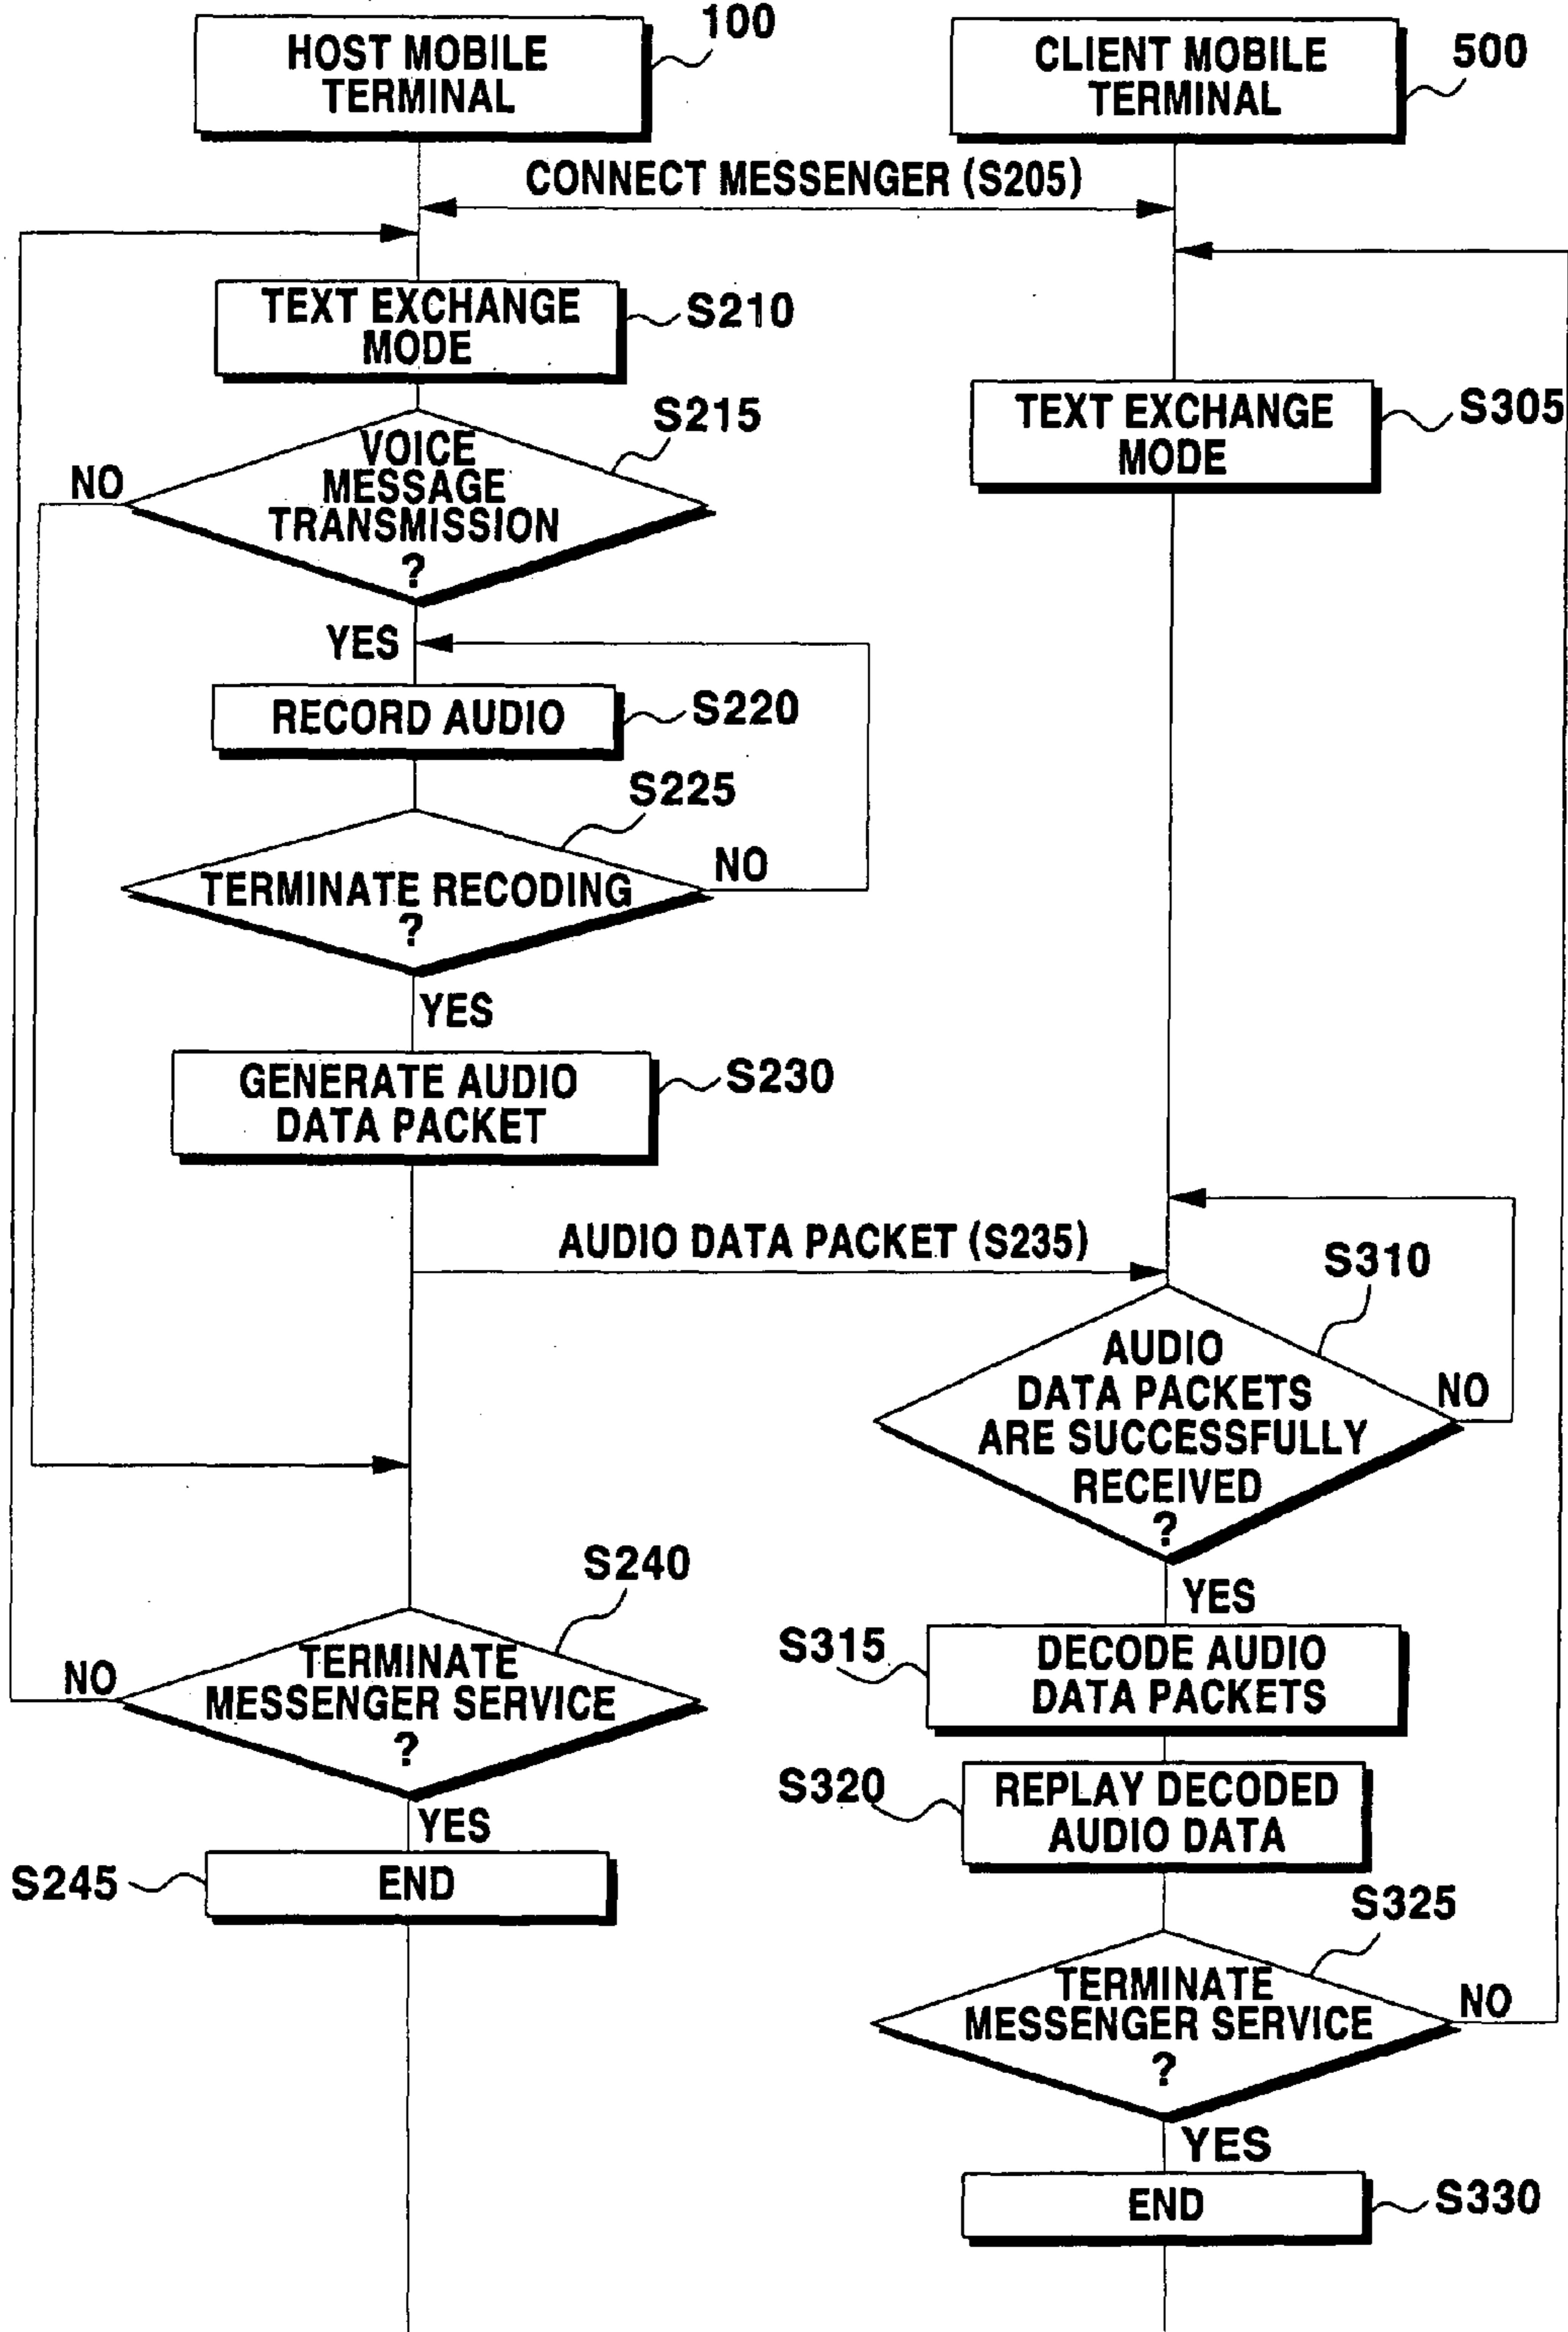 HOST MOBILE
TERMINAL
100
CLIENT MOBILE
TERMINAL
500
CONNECT MESSENGER (S205)
TEXT EXCHANGE
MODE
S210
TEXT EXCHANGE
MODE
S305
VOICE
MESSAGE
TRANSMISSION
?
S215
NO
YES
RECORD AUDIO
S220
TERMINATE RECODING
?
S225
NO
YES
GENERATE AUDIO
DATA PACKET
S230
AUDIO DATA PACKET (S235)
AUDIO
DATA PACKETS
ARE SUCCESSFULLY
RECEIVED
?
S310
NO
YES
TERMINATE
MESSENGER SERVICE
?
S240
NO
YES
END
S245
S315
DECODE AUDIO
DATA PACKETS
S320
REPLAY DECODED
AUDIO DATA
S325
TERMINATE
MESSENGER SERVICE
?
NO
YES
END
S330